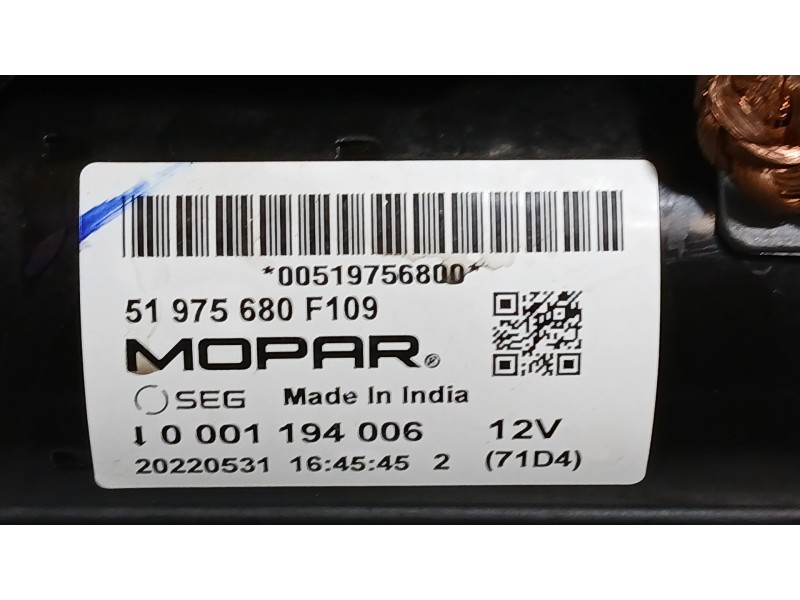 *00519756800*
51 975 680 F109
MOPAR®
SEG Made In India
0 001 194 006 12V
20220531 16:45:45 2 (71D4)